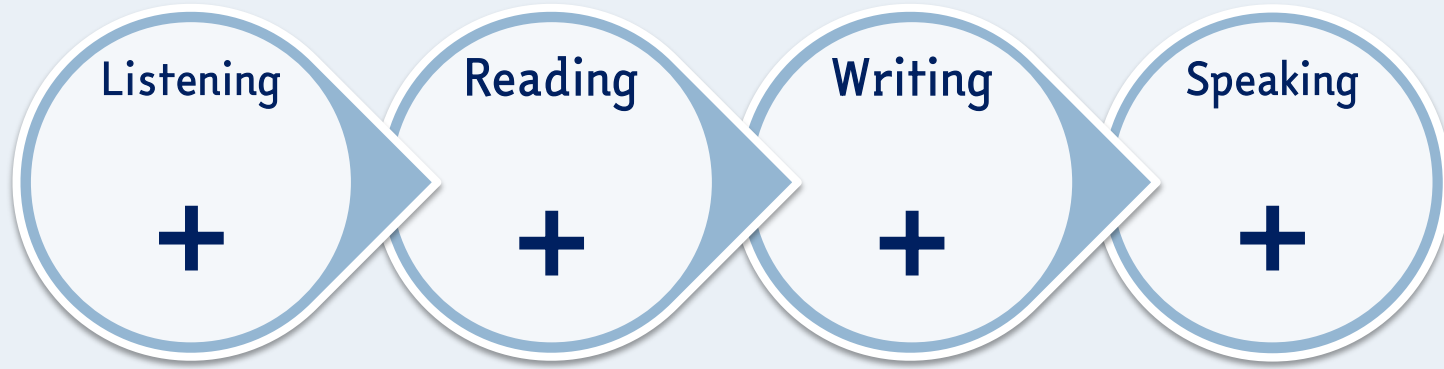 Listening
+
Reading
+
Writing
+
Speaking
+